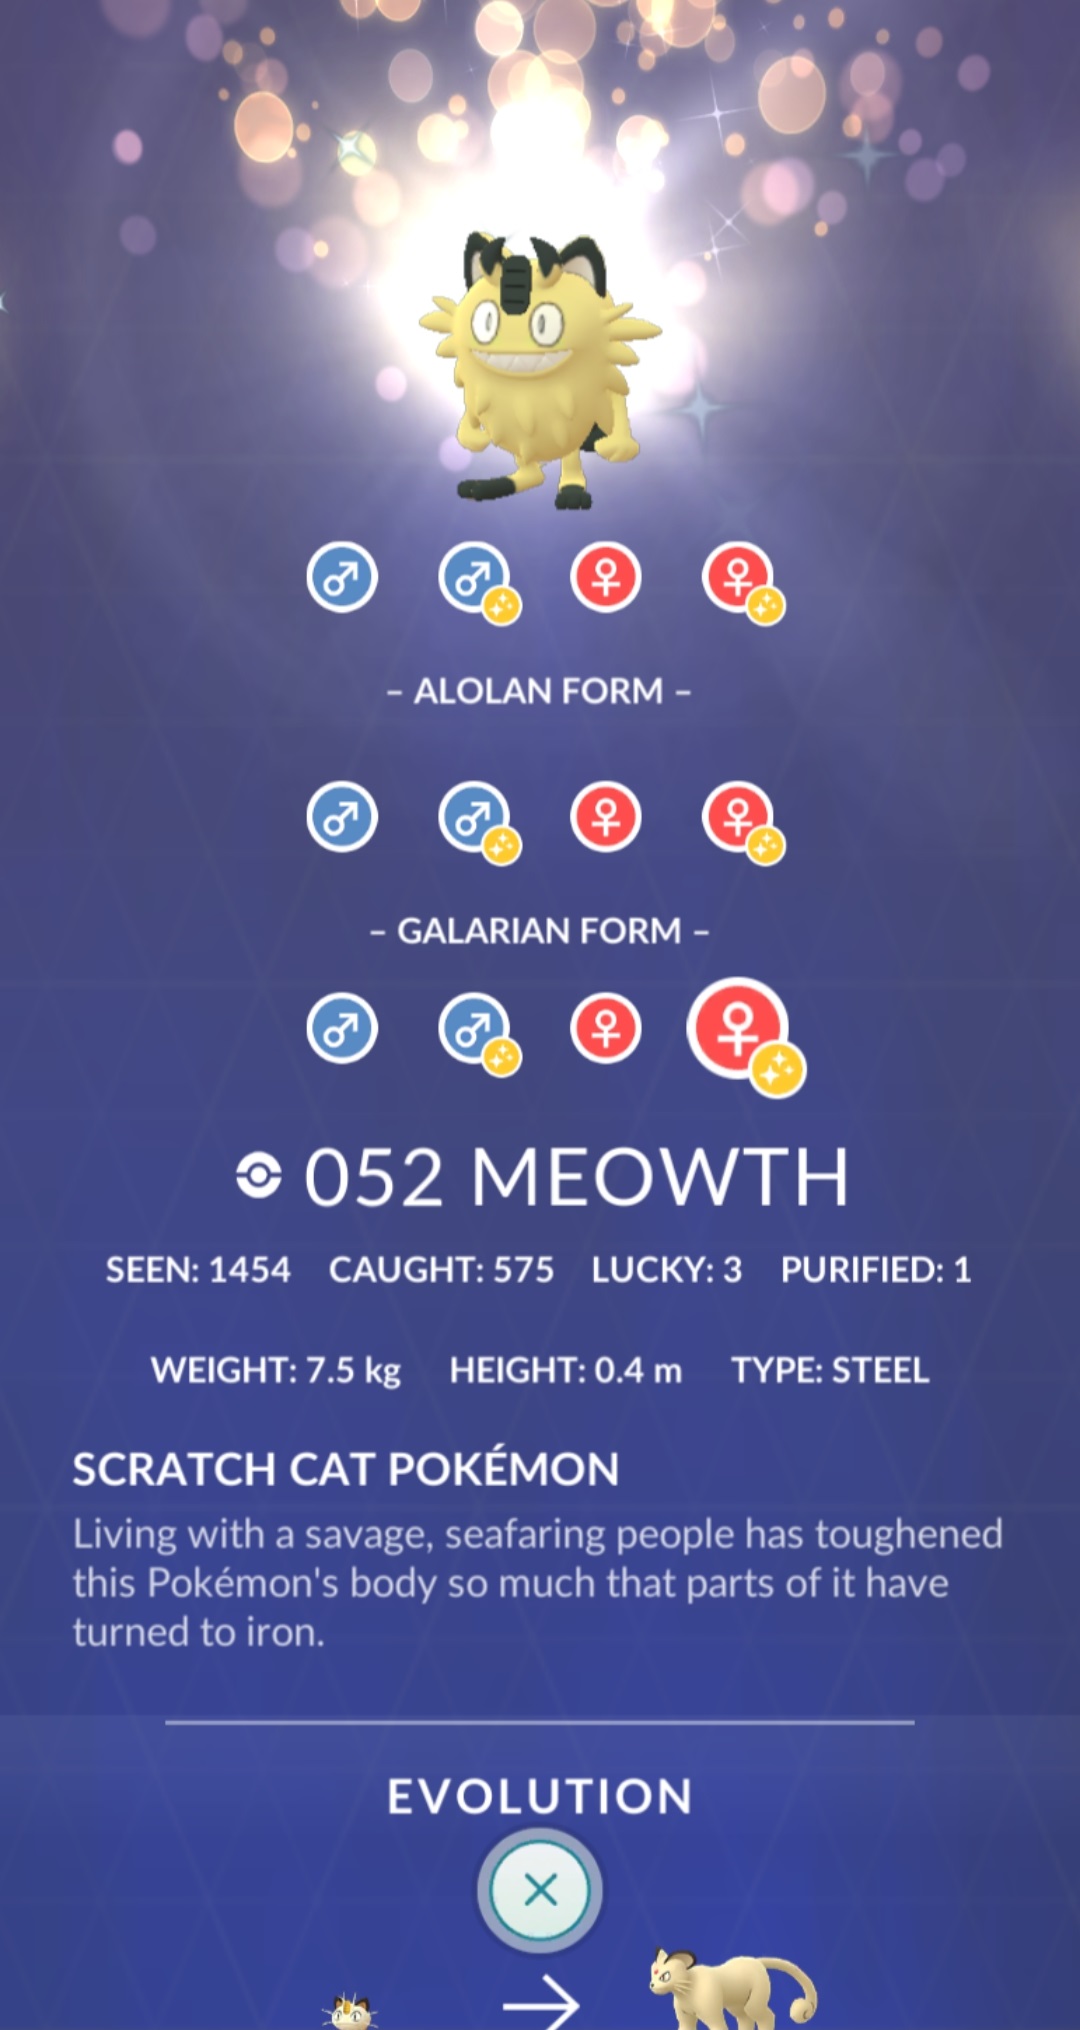 – ALOLAN FORM –
– GALARIAN FORM –
052 MEOWTH
SEEN: 1454 CAUGHT: 575 LUCKY: 3 PURIFIED: 1
WEIGHT: 7.5 kg HEIGHT: 0.4 m TYPE: STEEL
SCRATCH CAT POKÉMON
Living with a savage, seafaring people has toughened
this Pokémon's body so much that parts of it have
turned to iron.
EVOLUTION